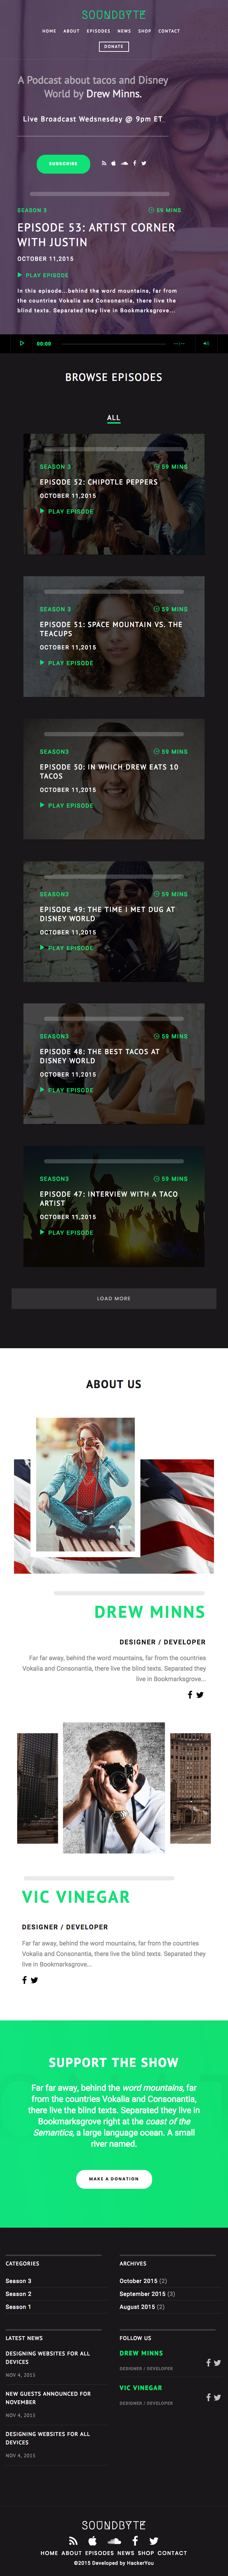 SOUNDBYTE
HOME ABOUT EPISODES NEWS SHOP CONTACT
DONATE
A Podcast about tacos and Disney
World by Drew Minns.
Live Broadcast Wednesday @ 9pm ET
SUBSCRIBE
SEASON 3 59 MINS
EPISODE 53: ARTIST CORNER
WITH JUSTIN
OCTOBER 11,2015
PLAY EPISODE
In this episode...behind the word mountains, far from
the countries Vokalia and Consonantia, there live the
blind texts. Separated they live in Bookmarksgrove...
00:00 --:--
BROWSE EPISODES
ALL
SEASON 3 59 MINS
EPISODE 52: CHIPOTLE PEPPERS
OCTOBER 11,2015
PLAY EPISODE
SEASON 3 59 MINS
EPISODE 51: SPACE MOUNTAIN VS. THE
TEACUPS
OCTOBER 11,2015
PLAY EPISODE
SEASON3 59 MINS
EPISODE 50: IN WHICH DREW EATS 10
TACOS
OCTOBER 11,2015
PLAY EPISODE
SEASON3 59 MINS
EPISODE 49: THE TIME I MET DUG AT
DISNEY WORLD
OCTOBER 11,2015
PLAY EPISODE
SEASON3 59 MINS
EPISODE 48: THE BEST TACOS AT
DISNEY WORLD
OCTOBER 11,2015
PLAY EPISODE
SEASON3 59 MINS
EPISODE 47: INTERVIEW WITH A TACO
ARTIST
OCTOBER 11,2015
PLAY EPISODE
LOAD MORE
ABOUT US
DREW MINNS
DESIGNER / DEVELOPER
Far far away, behind the word mountains, far from the countries
Vokalia and Consonantia, there live the blind texts. Separated they
live in Bookmarksgrove...
VIC VINEGAR
DESIGNER / DEVELOPER
Far far away, behind the word mountains, far from the countries
Vokalia and Consonantia, there live the blind texts. Separated they
live in Bookmarksgrove...
SUPPORT THE SHOW
Far far away, behind the word mountains, far
from the countries Vokalia and Consonantia,
there live the blind texts. Separated they live in
Bookmarksgrove right at the coast of the
Semantics, a large language ocean. A small
river named.
MAKE A DONATION
CATEGORIES
Season 3
Season 2
Season 1
ARCHIVES
October 2015 (2)
September 2015 (3)
August 2015 (2)
LATEST NEWS
DESIGNING WEBSITES FOR ALL
DEVICES
NOV 4, 2015
NEW GUESTS ANNOUNCED FOR
NOVEMBER
NOV 4, 2015
DESIGNING WEBSITES FOR ALL
DEVICES
NOV 4, 2015
FOLLOW US
DREW MINNS
DESIGNER / DEVELOPER
VIC VINEGAR
DESIGNER / DEVELOPER
SOUNDBYTE
HOME ABOUT EPISODES NEWS SHOP CONTACT
©2015 Developed by HackerYou